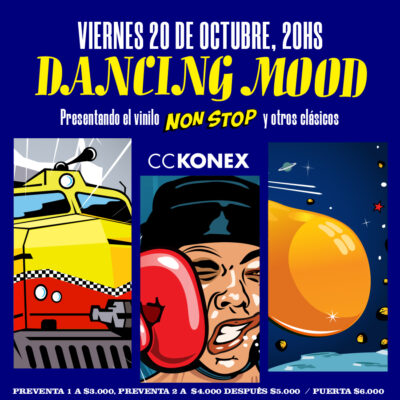 VIERNES 20 DE OCTUBRE, 20HS
DANCING MOOD
Presentando el vinilo NON STOP y otros clásicos
CCKONEX
PREVENTA 1 A $3.000, PREVENTA 2 A $4.000 DESPUÉS $5.000 / PUERTA $6.000